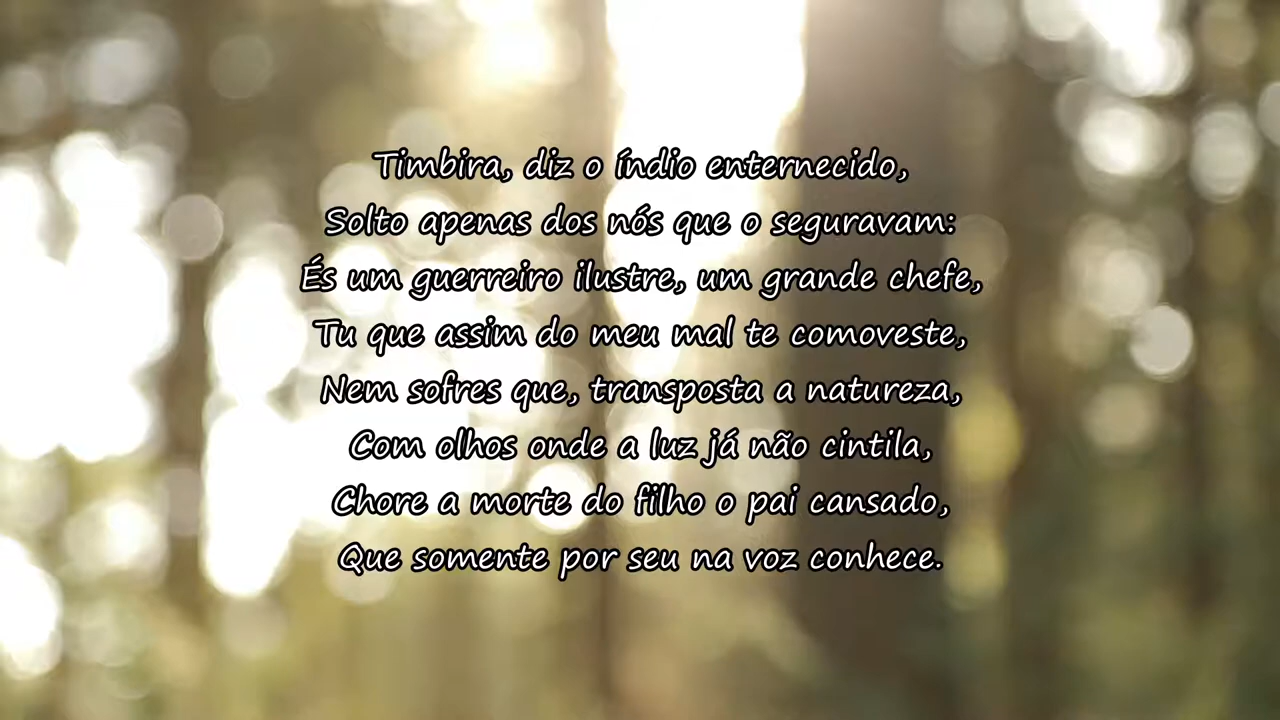 Timbira, diz o índio enternecido,
Solto apenas dos nós que o seguravam:
És um guerreiro ilustre, um grande chefe,
Tu que assim do meu mal te comoveste,
Nem sofres que, transposta a natureza,
Com olhos onde a luz já não cintila,
Chore a morte do filho o pai cansado,
Que somente por seu na voz conhece.